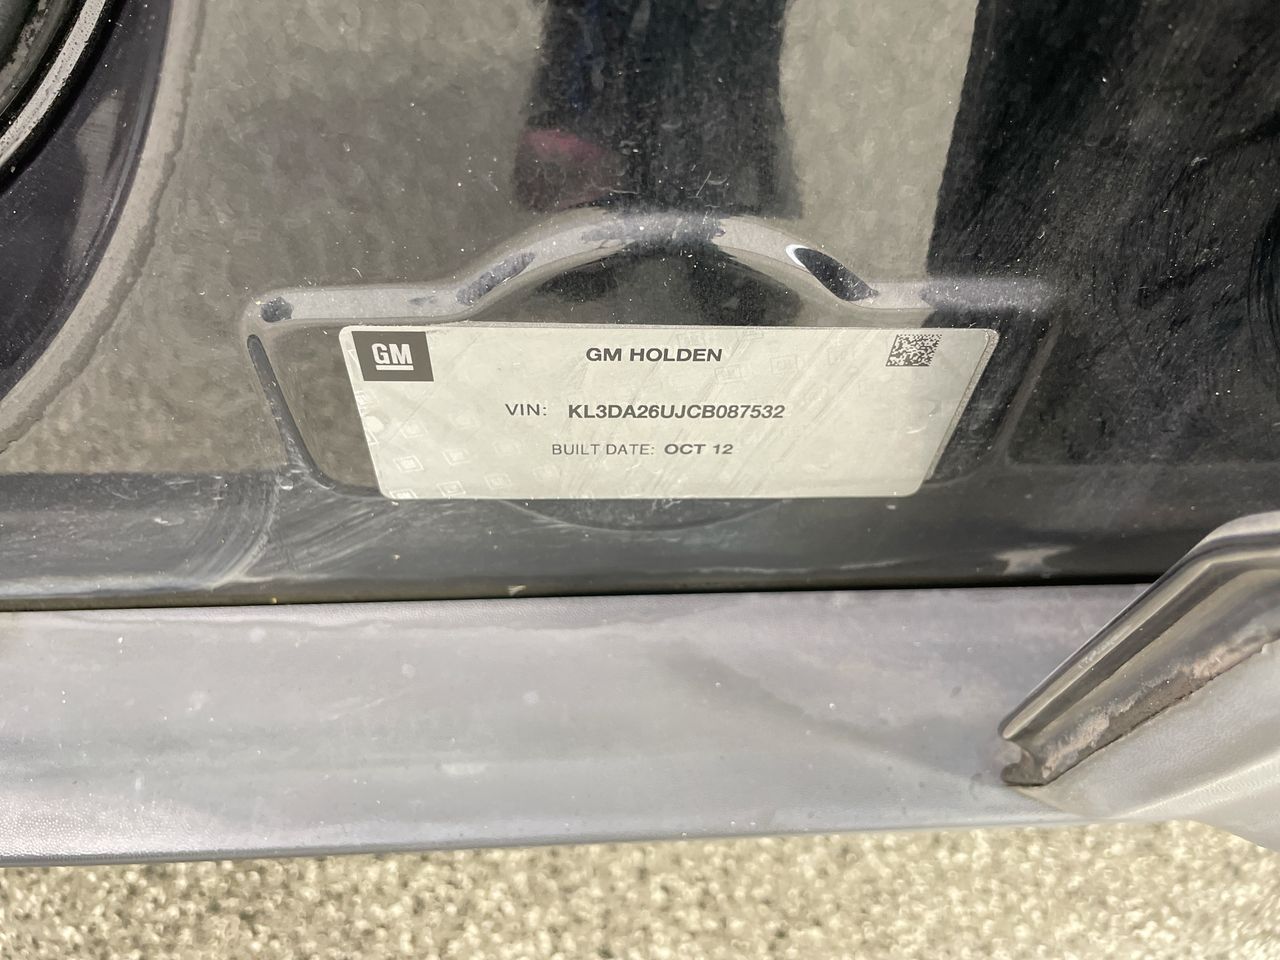 GM
GM HOLDEN
VIN: KL3DA26UJCB087532
BUILT DATE: OCT 12